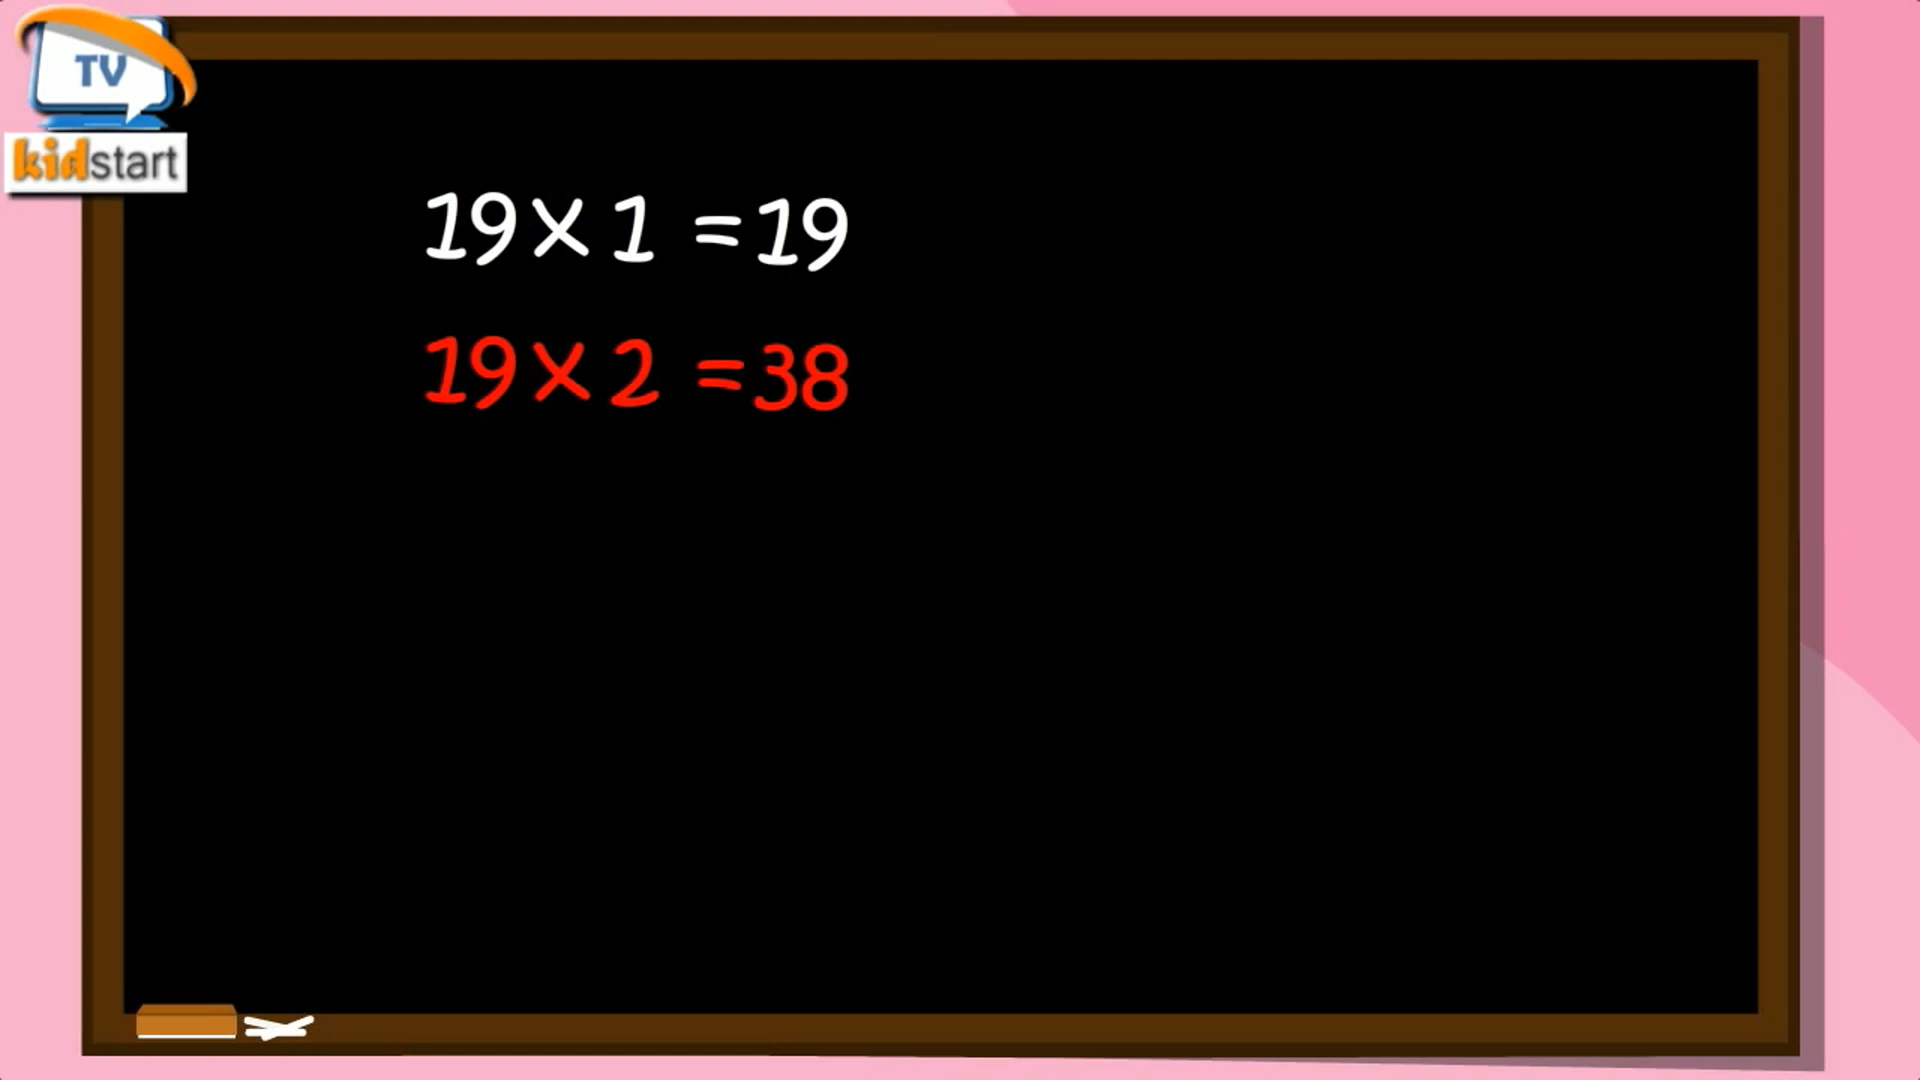 TV
kidstart
19 × 1 = 19
19 × 2 = 38